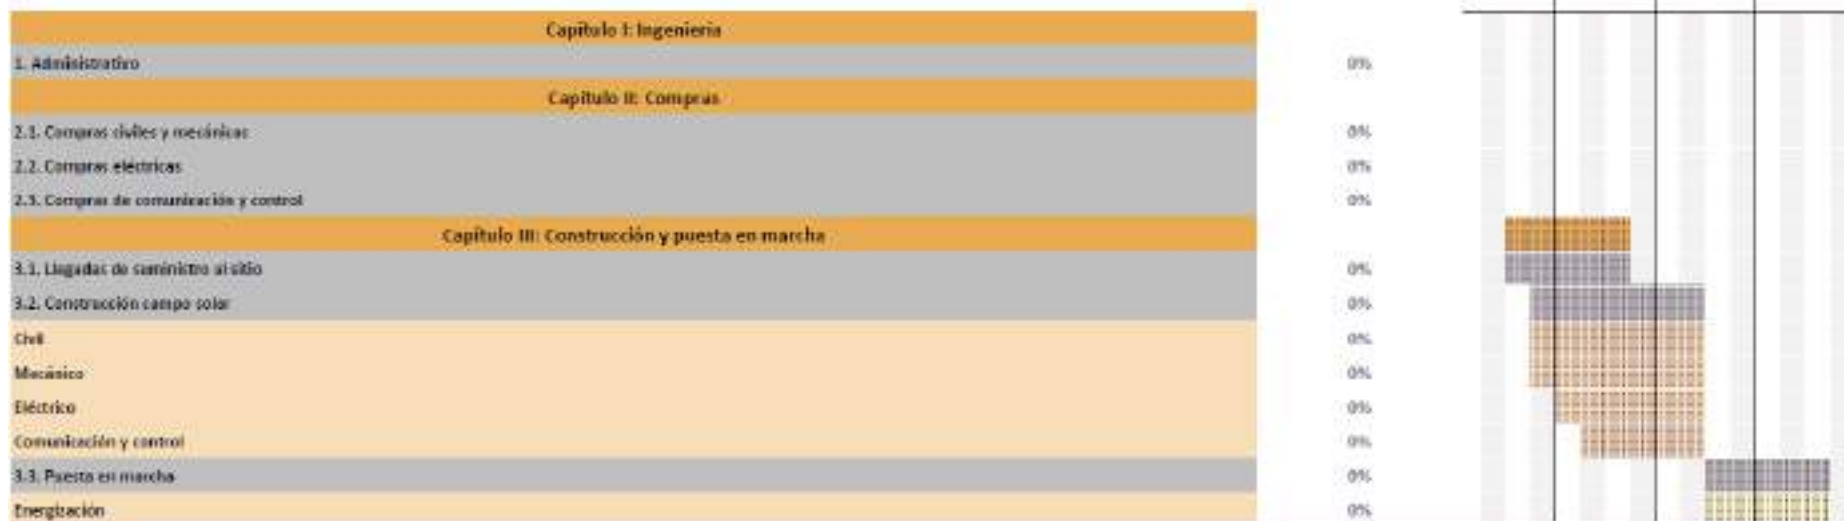 Capítulo I: Ingeniería
1. Administrativo 0%
Capítulo II: Compras
2.1. Compras civiles y mecánicas 0%
2.2. Compras eléctricas 0%
2.3. Compras de comunicación y control 0%
Capítulo III: Construcción y puesta en marcha
3.1. Llegadas de suministro al sitio 0%
3.2. Construcción campo solar 0%
Civil 0%
Mecánico 0%
Eléctrico 0%
Comunicación y control 0%
3.3. Puesta en marcha 0%
Energización 0%